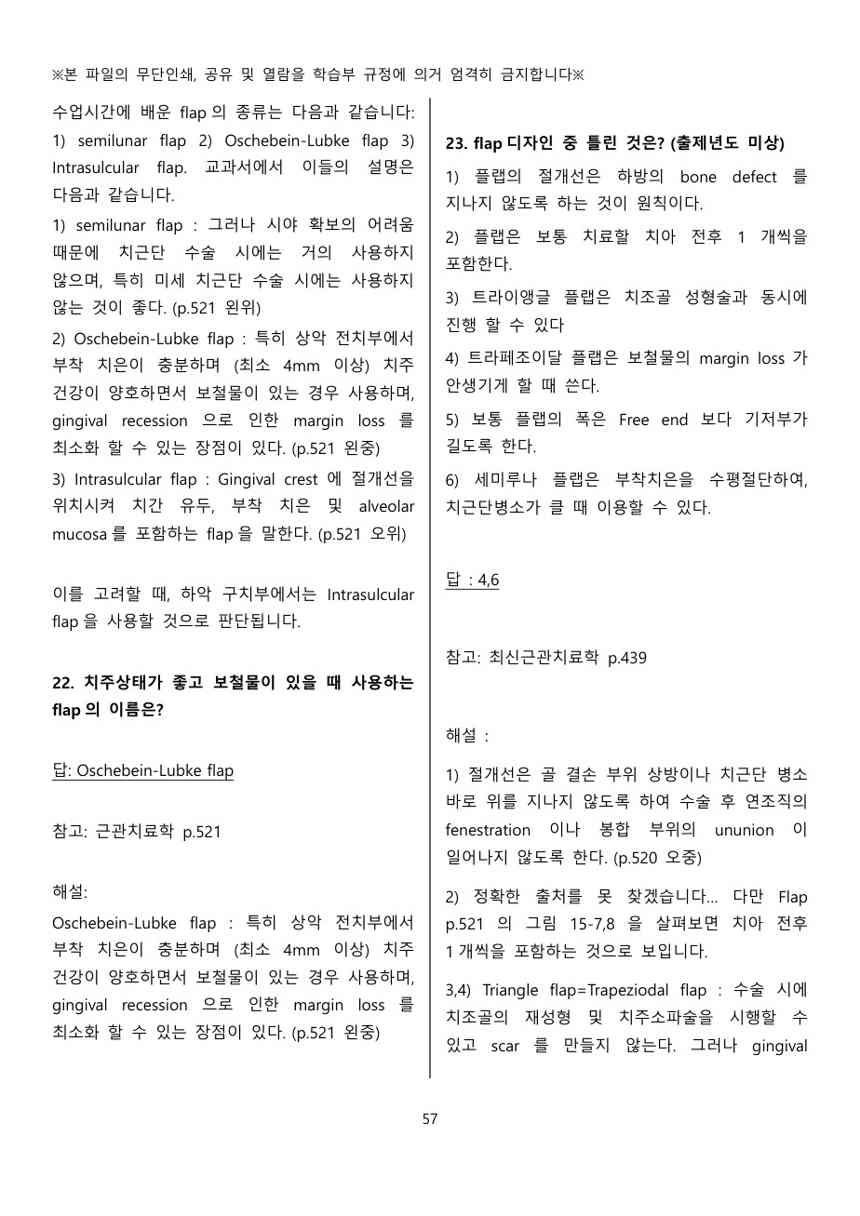 ※본 파일의 무단인쇄, 공유 및 열람을 학습부 규정에 의거 엄격히 금지합니다※
수업시간에 배운 flap 의 종류는 다음과 같습니다:
1) semilunar flap 2) Oschebein-Lubke flap 3)
Intrasulcular flap. 교과서에서 이들의 설명은
다음과 같습니다.
1) semilunar flap : 그러나 시야 확보의 어려움
때문에 치근단 수술 시에는 거의 사용하지
않으며, 특히 미세 치근단 수술 시에는 사용하지
않는 것이 좋다. (p.521 왼위)
2) Oschebein-Lubke flap : 특히 상악 전치부에서
부착 치은이 충분하며 (최소 4mm 이상) 치주
건강이 양호하면서 보철물이 있는 경우 사용하며,
gingival recession 으로 인한 margin loss 를
최소화 할 수 있는 장점이 있다. (p.521 왼중)
3) Intrasulcular flap : Gingival crest 에 절개선을
위치시켜 치간 유두, 부착 치은 및 alveolar
mucosa 를 포함하는 flap 을 말한다. (p.521 오위)
이를 고려할 때, 하악 구치부에서는 Intrasulcular
flap 을 사용할 것으로 판단됩니다.
22. 치주상태가 좋고 보철물이 있을 때 사용하는
flap 의 이름은?
답: Oschebein-Lubke flap
참고: 근관치료학 p.521
해설:
Oschebein-Lubke flap : 특히 상악 전치부에서
부착 치은이 충분하며 (최소 4mm 이상) 치주
건강이 양호하면서 보철물이 있는 경우 사용하며,
gingival recession 으로 인한 margin loss 를
최소화 할 수 있는 장점이 있다. (p.521 왼중)
23. flap 디자인 중 틀린 것은? (출제년도 미상)
1) 플랩의 절개선은 하방의 bone defect 를
지나지 않도록 하는 것이 원칙이다.
2) 플랩은 보통 치료할 치아 전후 1 개씩을
포함한다.
3) 트라이앵글 플랩은 치조골 성형술과 동시에
진행 할 수 있다
4) 트라페조이달 플랩은 보철물의 margin loss 가
안생기게 할 때 쓴다.
5) 보통 플랩의 폭은 Free end 보다 기저부가
길도록 한다.
6) 세미루나 플랩은 부착치은을 수평절단하여,
치근단병소가 클 때 이용할 수 있다.
답 : 4,6
참고: 최신근관치료학 p.439
해설 :
1) 절개선은 골 결손 부위 상방이나 치근단 병소
바로 위를 지나지 않도록 하여 수술 후 연조직의
fenestration 이나 봉합 부위의 ununion 이
일어나지 않도록 한다. (p.520 오중)
2) 정확한 출처를 못 찾겠습니다... 다만 Flap
p.521 의 그림 15-7,8 을 살펴보면 치아 전후
1 개씩을 포함하는 것으로 보입니다.
3,4) Triangle flap=Trapeziodal flap : 수술 시에
치조골의 재성형 및 치주소파술을 시행할 수
있고 scar 를 만들지 않는다. 그러나 gingival
57